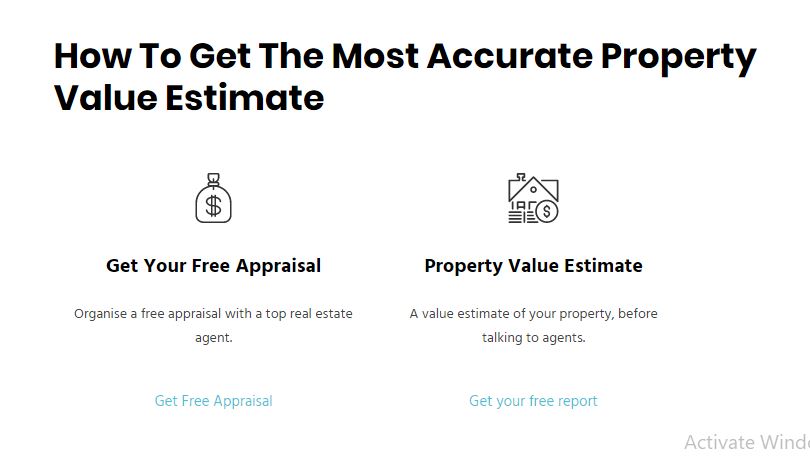 How To Get The Most Accurate Property
Value Estimate
$
$
Get Your Free Appraisal
Property Value Estimate
Organise a free appraisal with a top real estate
agent.
A value estimate of your property, before
talking to agents.
Get Free Appraisal
Get your free report
Activate Windo